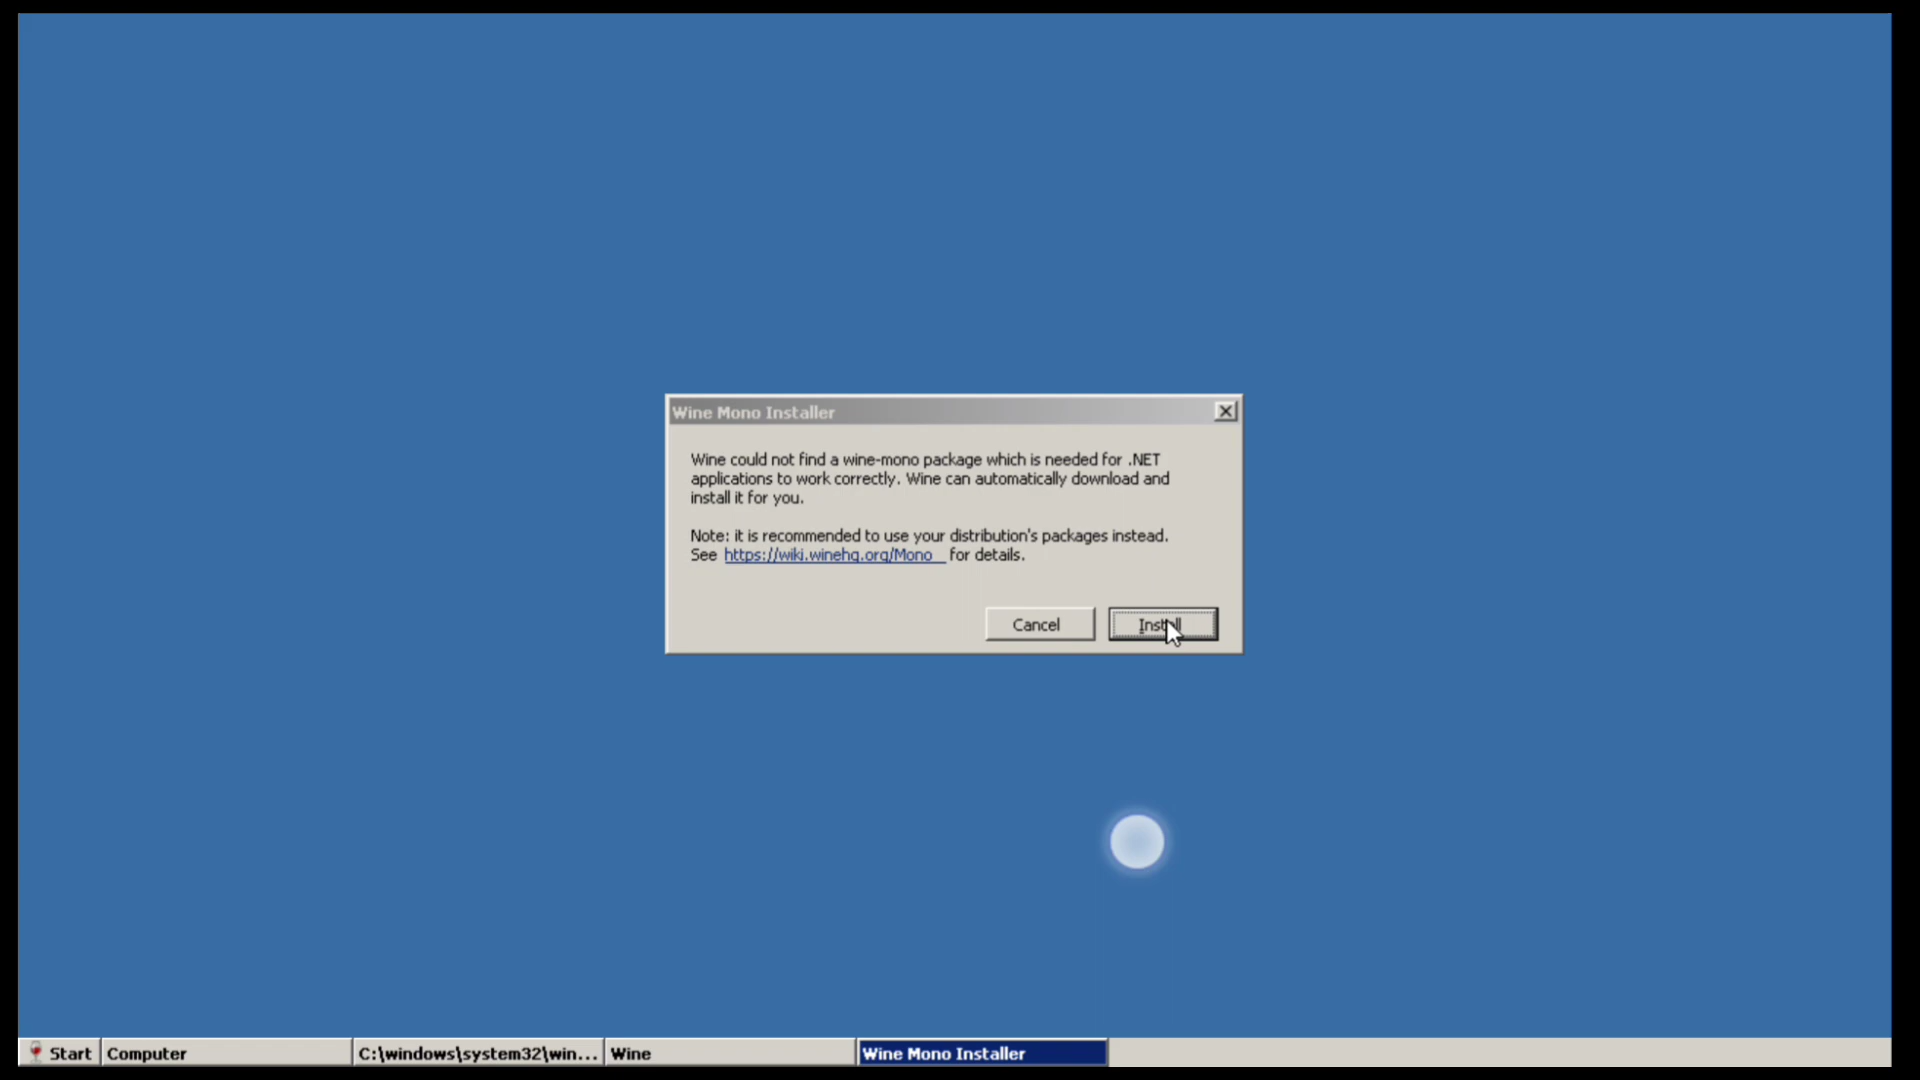 Wine Mono Installer
Wine could not find a wine-mono package which is needed for .NET
applications to work correctly. Wine can automatically download and
install it for you.
Note: it is recommended to use your distribution's packages instead.
See https://wiki.winehq.org/Mono for details.
Cancel
Install
Start
Computer
C:\windows\system32\win...
Wine
Wine Mono Installer